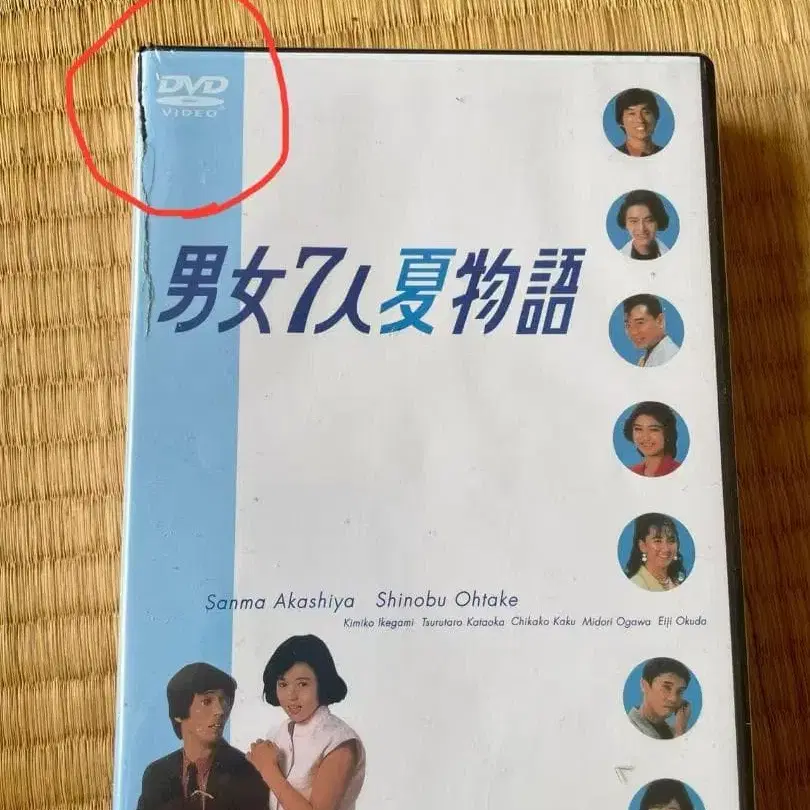 DVD
VIDEO
男女7人夏物語
Sanma Akashiya Shinobu Ohtake
Kimiko Ikegami Tsurutaro Kataoka Chikako Kaku Midori Ogawa Eiji Okuda